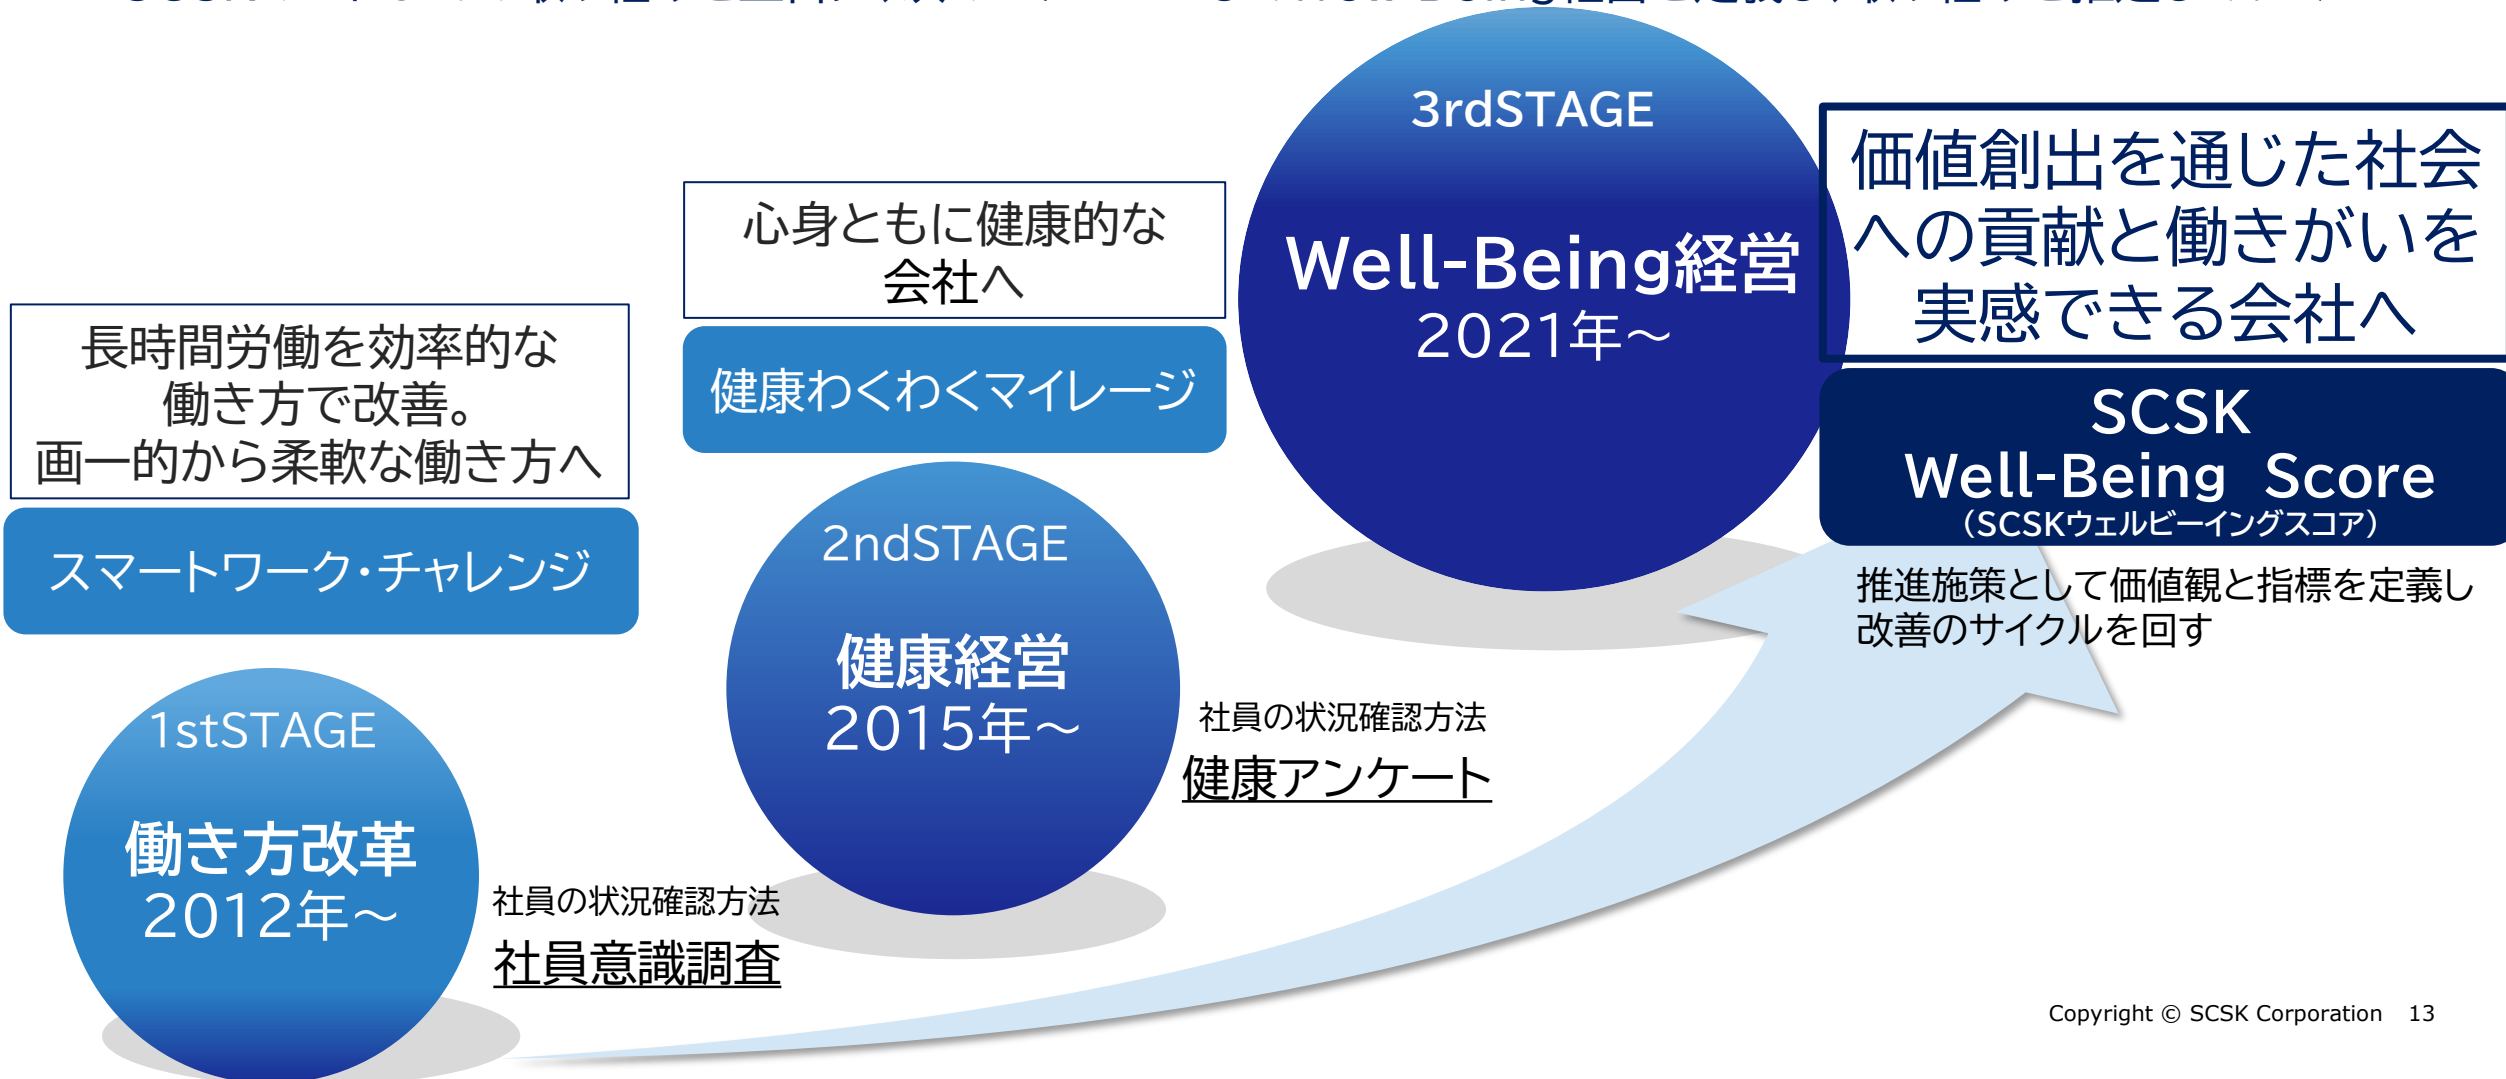 3rdSTAGE
Well-Being経営
2021年～
価値創出を通じた社会
への貢献と働きがいを
実感できる会社へ
SCSK
Well-Being Score
（SCSKウェルビーイングスコア）
推進施策として価値観と指標を定義し
改善のサイクルを回す
心身ともに健康的な
会社へ
健康わくわくマイレージ
2ndSTAGE
健康経営
2015年～
社員の状況確認方法
健康アンケート
長時間労働を効率的な
働き方で改善。
画一的から柔軟な働き方へ
スマートワーク・チャレンジ
1stSTAGE
働き方改革
2012年～
社員の状況確認方法
社員意識調査
Copyright © SCSK Corporation 13